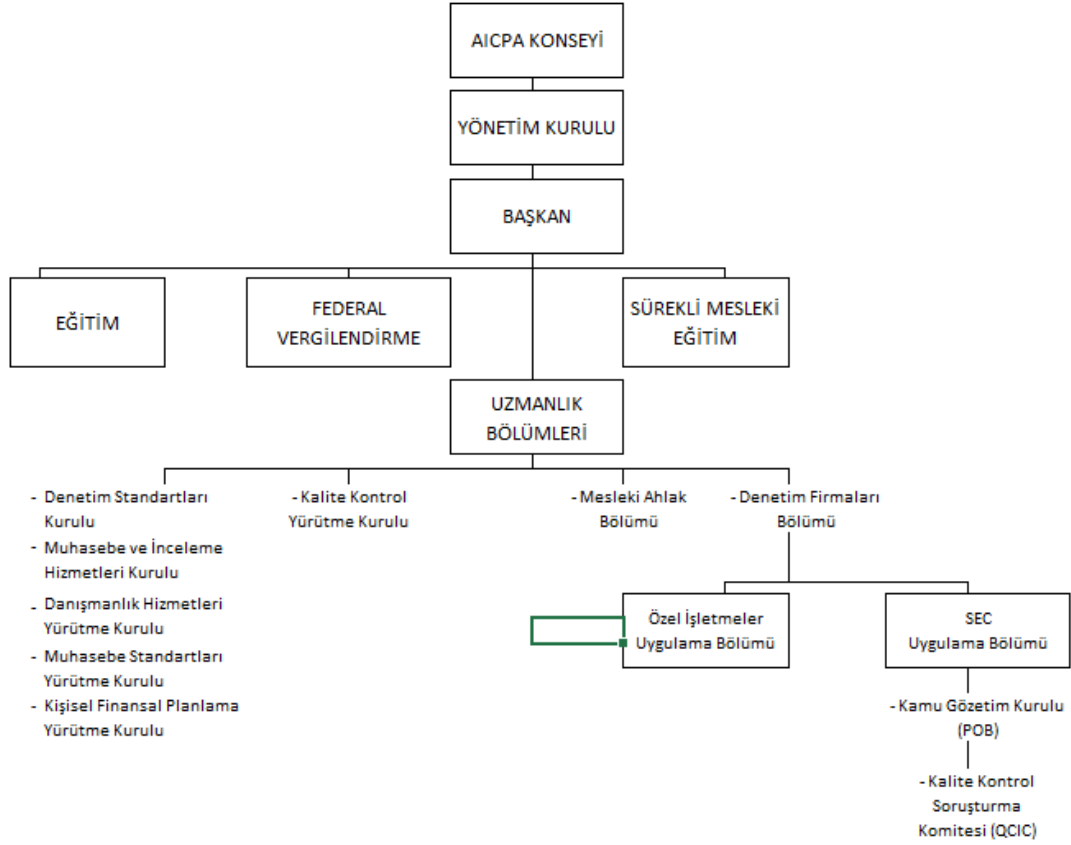 AICPA KONSEYİ
YÖNETİM KURULU
BAŞKAN
EĞİTİM
FEDERAL
VERGİLENDİRME
SÜREKLİ MESLEKİ
EĞİTİM
UZMANLIK
BÖLÜMLERİ
- Denetim Standartları
Kurulu
- Muhasebe ve İnceleme
Hizmetleri Kurulu
- Danışmanlık Hizmetleri
Yürütme Kurulu
- Muhasebe Standartları
Yürütme Kurulu
- Kişisel Finansal Planlama
Yürütme Kurulu
- Kalite Kontrol
Yürütme Kurulu
- Mesleki Ahlak
Bölümü
- Denetim Firmaları
Bölümü
Özel İşletmeler
Uygulama Bölümü
SEC
Uygulama Bölümü
- Kamu Gözetim Kurulu
(POB)
- Kalite Kontrol
Soruşturma
Komitesi (QCIC)